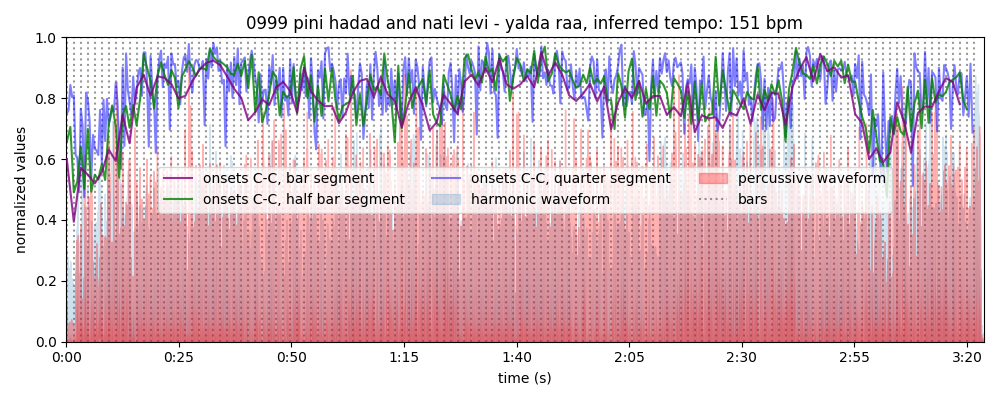 0999 pini hadad and nati levi - yalda raa, inferred tempo: 151 bpm
normalized values
1.0
0.8
0.6
0.4
0.2
0.0
onsets C-C, bar segment
onsets C-C, half bar segment
onsets C-C, quarter segment
harmonic waveform
percussive waveform
bars
0:00 0:25 0:50 1:15 1:40 2:05 2:30 2:55 3:20
time (s)